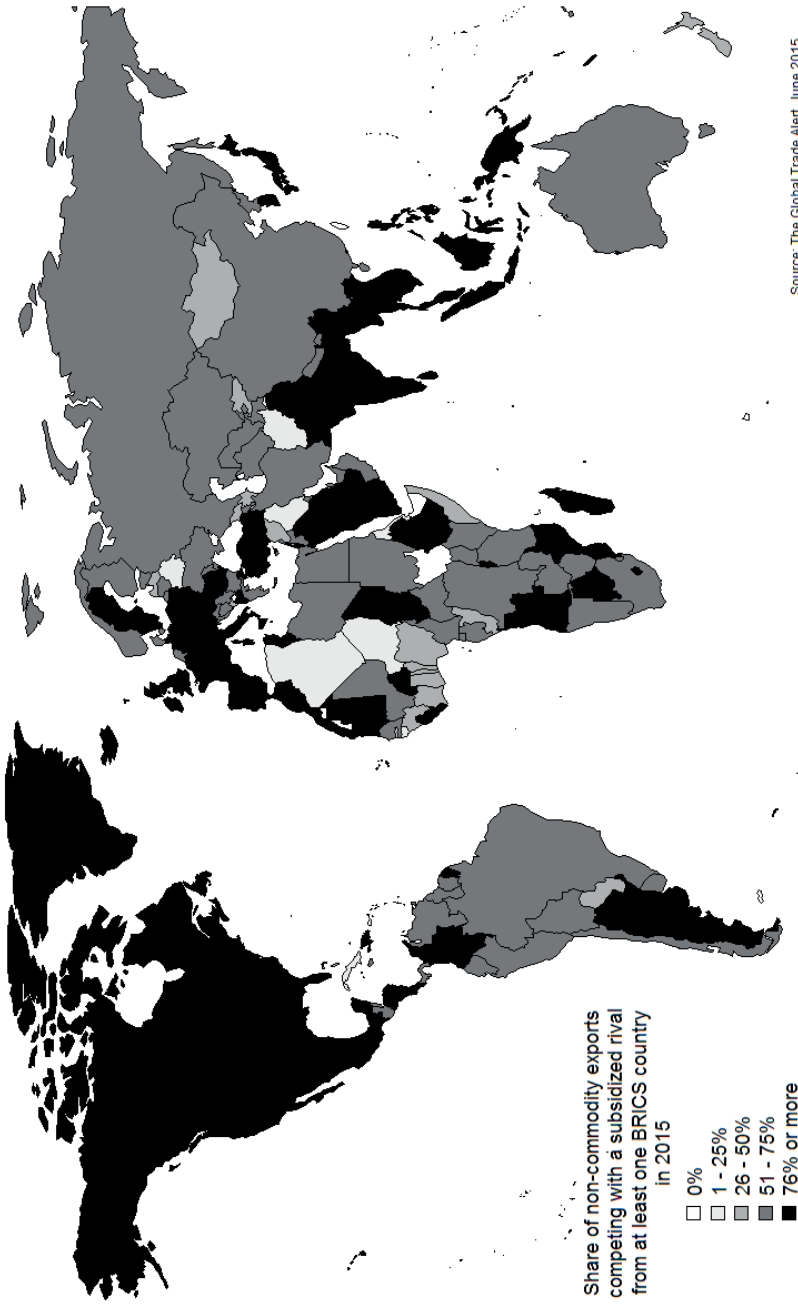 Share of non-commodity exports
competing with a subsidized rival
from at least one BRICS country
in 2015
0%
1 - 25%
26 - 50%
51 - 75%
76% or more
Source: The Global Trade Alert, June 2015